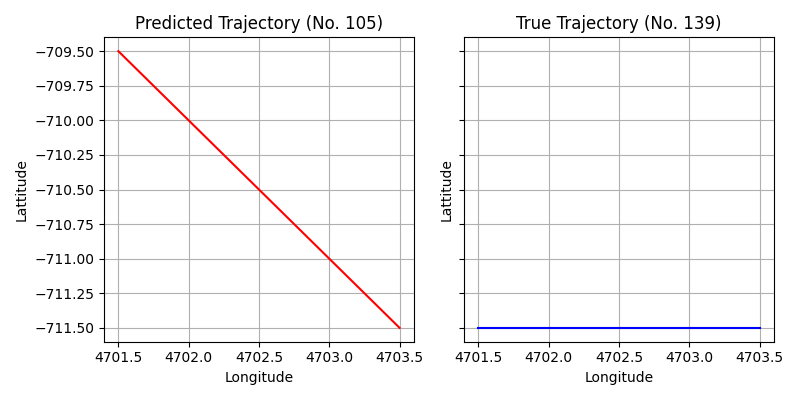 Predicted Trajectory (No. 105)
True Trajectory (No. 139)
Lattitude
−709.50
−709.75
−710.00
−710.25
−710.50
−710.75
−711.00
−711.25
−711.50
4701.5 4702.0 4702.5 4703.0 4703.5
Longitude
Lattitude
4701.5 4702.0 4702.5 4703.0 4703.5
Longitude